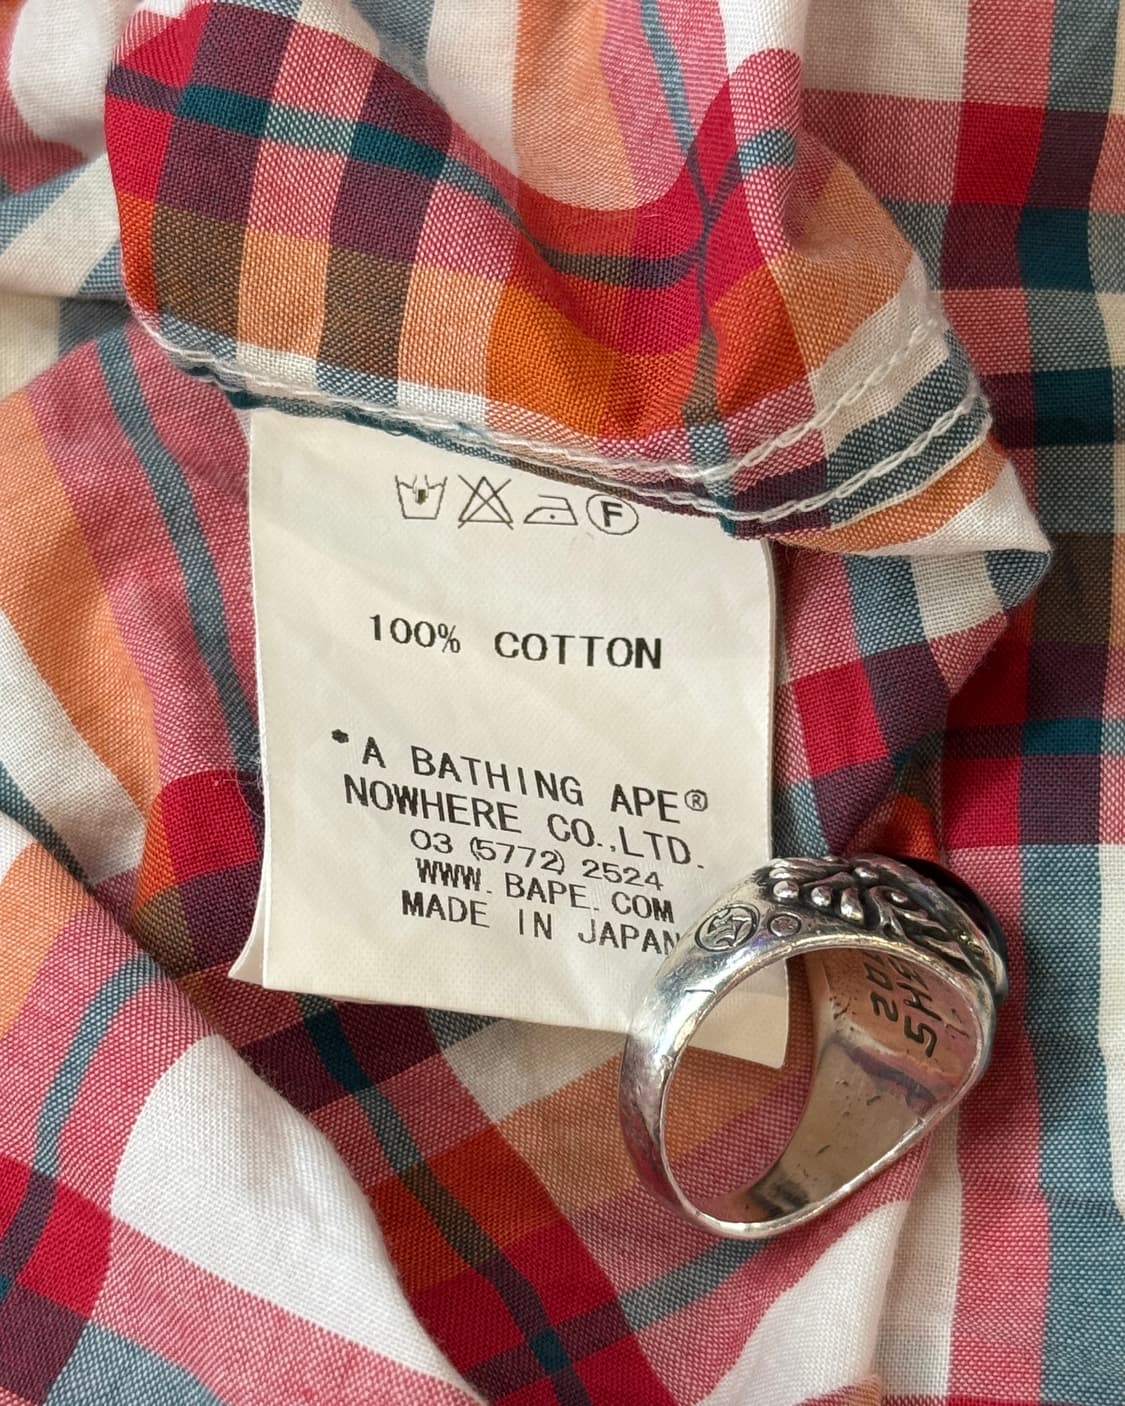 F
100% COTTON
*A BATHING APE®
NOWHERE CO.,LTD.
03 (5772) 2524
WWW. BAPE. COM
MADE IN JAPAN